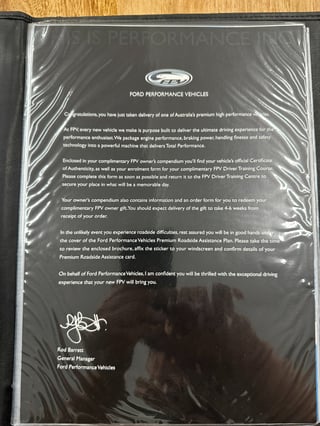 THIS IS PERFORMANCE INC
FPV
FORD PERFORMANCE VEHICLES
Congratulations, you have just taken delivery of one of Australia's premium high performance vehicles.
At FPV, every new vehicle we make is purpose built to deliver the ultimate driving experience for the
performance enthusiast. We package engine performance, braking power, handling finesse and safety
technology into a powerful machine that delivers Total Performance.
Enclosed in your complimentary FPV owner's compendium you'll find your vehicle's official Certificate
of Authenticity, as well as your enrolment form for your complimentary FPV Driver Training Course.
Please complete this form as soon as possible and return it to the FPV Driver Training Centre to
secure your place in what will be a memorable day.
Your owner's compendium also contains information and an order form for you to redeem your
complimentary FPV owner gift. You should expect delivery of the gift to take 4-6 weeks from
receipt of your order.
In the unlikely event you experience roadside difficulties, rest assured you will be in good hands under
the cover of the Ford Performance Vehicles Premium Roadside Assistance Plan. Please take the time
to review the enclosed brochure, affix the sticker to your windscreen and confirm details of your
Premium Roadside Assistance card.
On behalf of Ford Performance Vehicles, I am confident you will be thrilled with the exceptional driving
experience that your new FPV will bring you.
Rod Barrett
General Manager
Ford Performance Vehicles